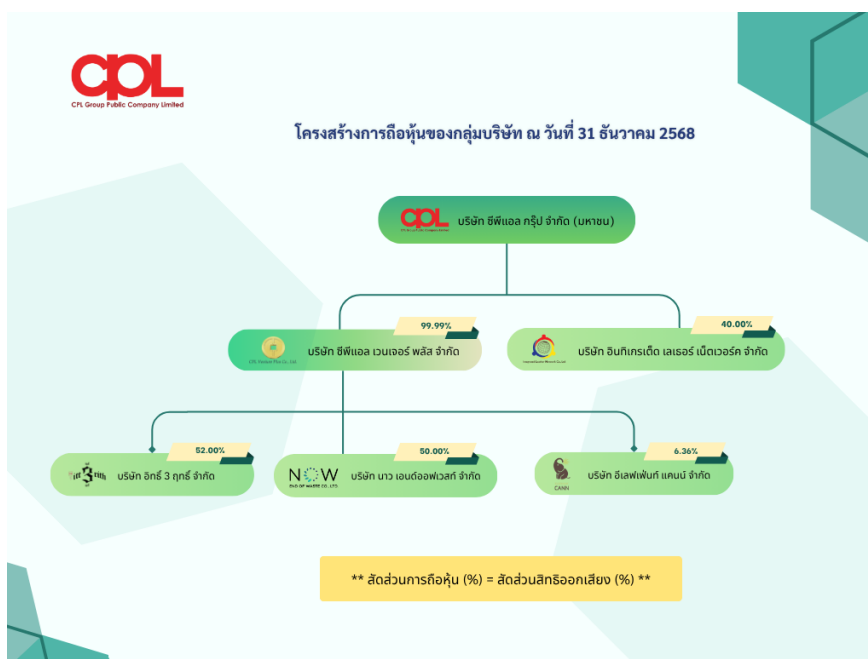 CPL
CPL Group Public Company Limited
โครงสร้างการถือหุ้นของกลุ่มบริษัท ณ วันที่ 31 ธันวาคม 2568
CPL บริษัท ซีพีแอล กรุ๊ป จำกัด (มหาชน)
99.99%
บริษัท ซีพีแอล เวนเจอร์ พลัส จำกัด
40.00%
บริษัท อินทิเกรเต็ด เลเธอร์ เน็ตเวอร์ค จำกัด
52.00%
3 บริษัท อิทธิ์ 3 ฤทธิ์ จำกัด
50.00%
NOW บริษัท นาว เอนด์ออฟเวสท์ จำกัด
END OF WASTE CO., LTD
6.36%
บริษัท อีเลฟเฟ่นท์ แคนน์ จำกัด
CANN
** สัดส่วนการถือหุ้น (%) = สัดส่วนสิทธิออกเสียง (%) **